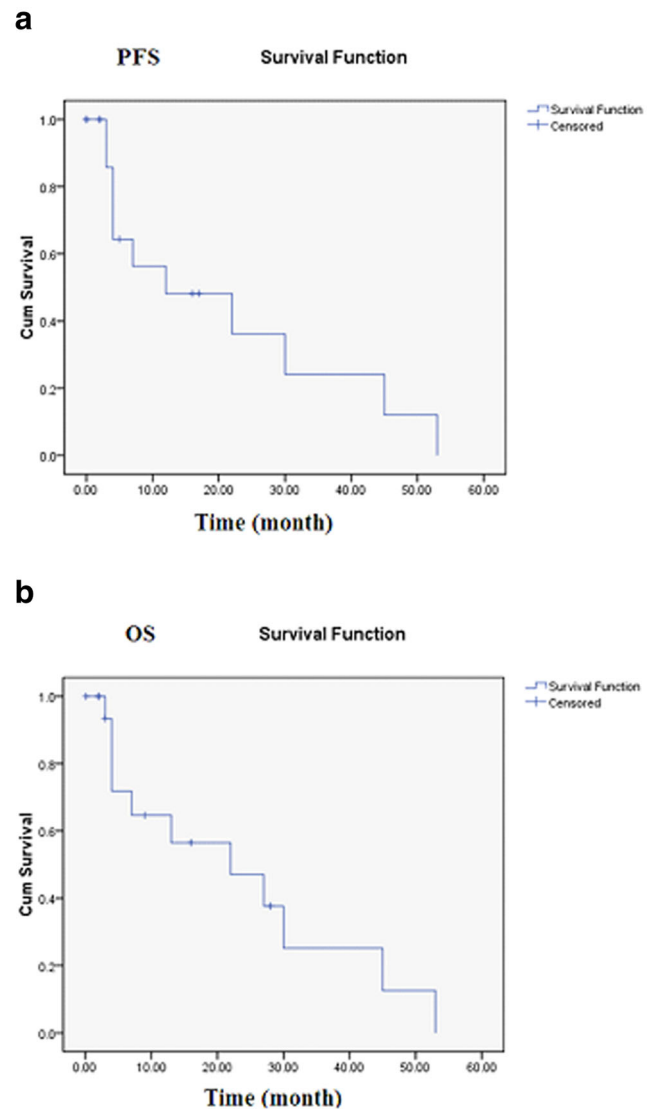 a
PFS Survival Function
Survival Function
Censored
1.0
0.8
0.6
0.4
0.2
0.0
Cum Survival
0.00 10.00 20.00 30.00 40.00 50.00 60.00
Time (month)
b
OS Survival Function
Survival Function
Censored
1.0
0.8
0.6
0.4
0.2
0.0
Cum Survival
0.00 10.00 20.00 30.00 40.00 50.00 60.00
Time (month)